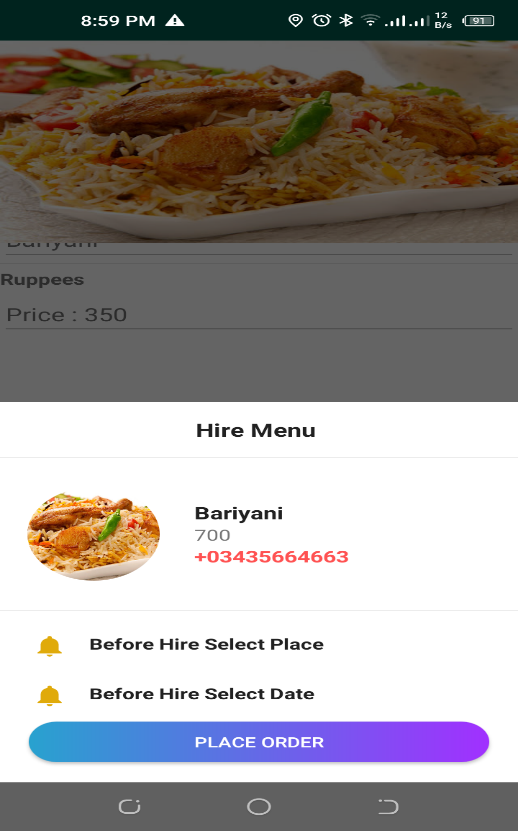 8:59 PM
12
B/s
91
Bariyani
Ruppees
Price : 350
Hire Menu
Bariyani
700
+03435664663
Before Hire Select Place
Before Hire Select Date
PLACE ORDER